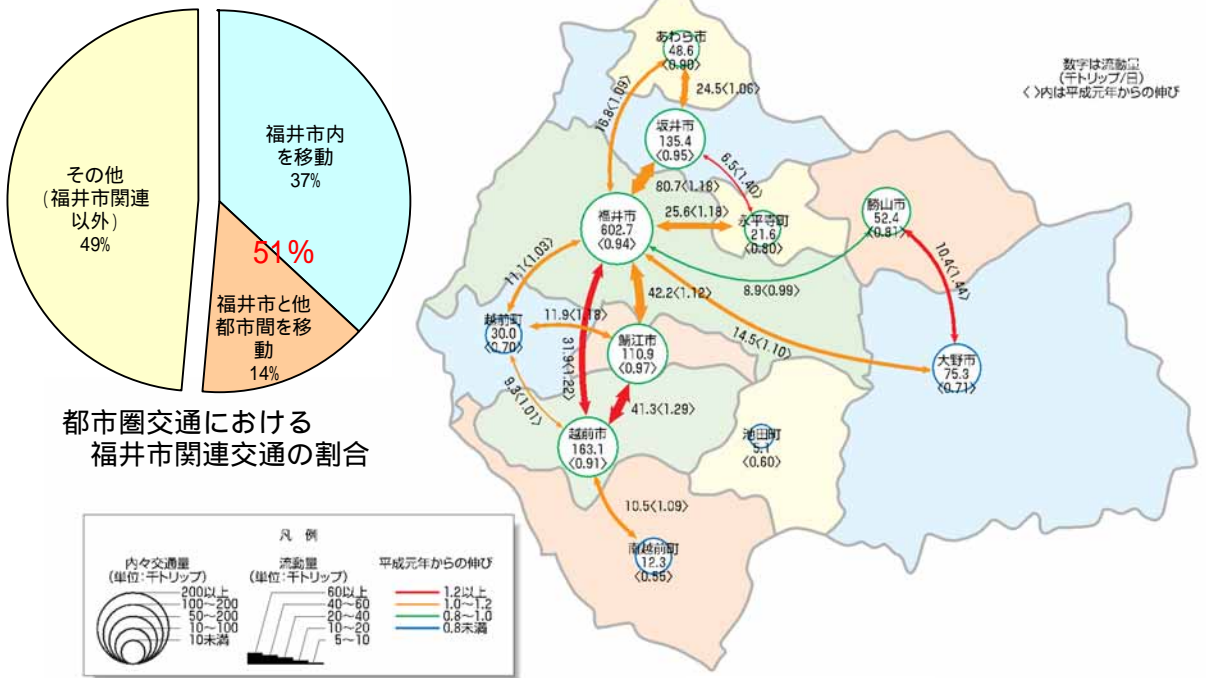 その他
(福井市関連
以外)
49%
福井市内
を移動
37%
51%
福井市と他
都市間を移
動
14%
都市圏交通における
福井市関連交通の割合
数字は流動量
(千トリップ/日)
〈 〉内は平成元年からの伸び
あわら市
48.6
〈0.90〉
16.8〈1.09〉
24.5〈1.06〉
坂井市
135.4
〈0.95〉
6.5〈1.40〉
80.7〈1.18〉
福井市
602.7
〈0.94〉
25.6〈1.18〉
永平寺町
21.6
〈0.80〉
勝山市
52.4
〈0.81〉
10.4〈1.44〉
8.9〈0.99〉
11.1〈1.03〉
42.2〈1.12〉
14.5〈1.10〉
越前町
30.0
〈0.70〉
11.9〈1.18〉
31.9〈1.22〉
鯖江市
110.9
〈0.97〉
大野市
75.3
〈0.71〉
9.3〈1.01〉
41.3〈1.29〉
越前市
163.1
〈0.91〉
池田町
5.1
〈0.60〉
10.5〈1.09〉
南越前町
12.3
〈0.55〉
凡 例
内々交通量
(単位:千トリップ)
200以上
100～200
50～200
10～100
10未満
流動量
(単位:千トリップ)
60以上
40～60
20～40
10～20
5～10
平成元年からの伸び
1.2以上
1.0～1.2
0.8～1.0
0.8未満